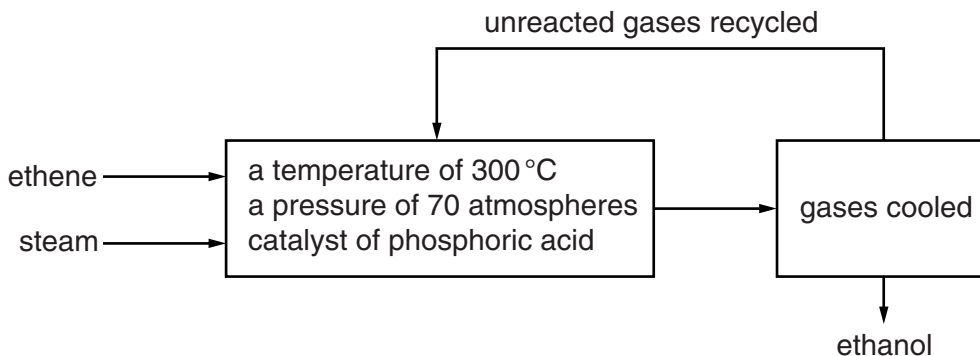 unreacted gases recycled
ethene
steam
a temperature of 300 °C
a pressure of 70 atmospheres
catalyst of phosphoric acid
gases cooled
ethanol